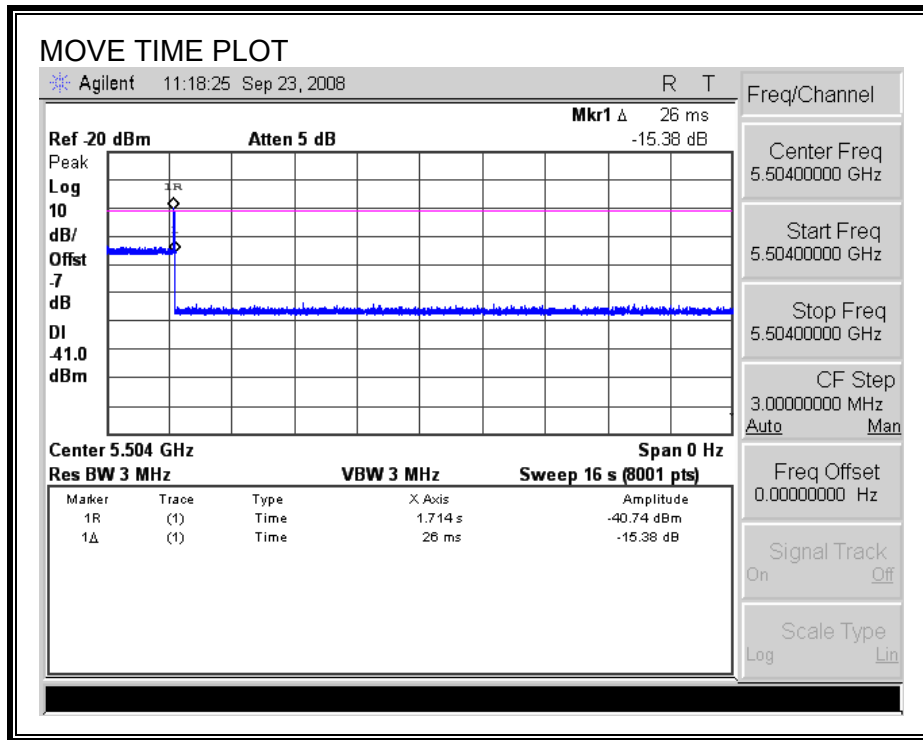 MOVE TIME PLOT
Agilent 11:18:25 Sep 23, 2008 R T
Mkr1 Δ 26 ms
Ref -20 dBm Atten 5 dB -15.38 dB
Peak
Log
10
dB/
Offst
-7
dB
DI
-41.0
dBm
1R
Center 5.504 GHz Span 0 Hz
Res BW 3 MHz VBW 3 MHz Sweep 16 s (8001 pts)
Marker Trace Type X Axis Amplitude
1R (1) Time 1.714 s -40.74 dBm
1Δ (1) Time 26 ms -15.38 dB
Freq/Channel
Center Freq
5.50400000 GHz
Start Freq
5.50400000 GHz
Stop Freq
5.50400000 GHz
CF Step
3.00000000 MHz
Auto Man
Freq Offset
0.00000000 Hz
Signal Track
On Off
Scale Type
Log Lin